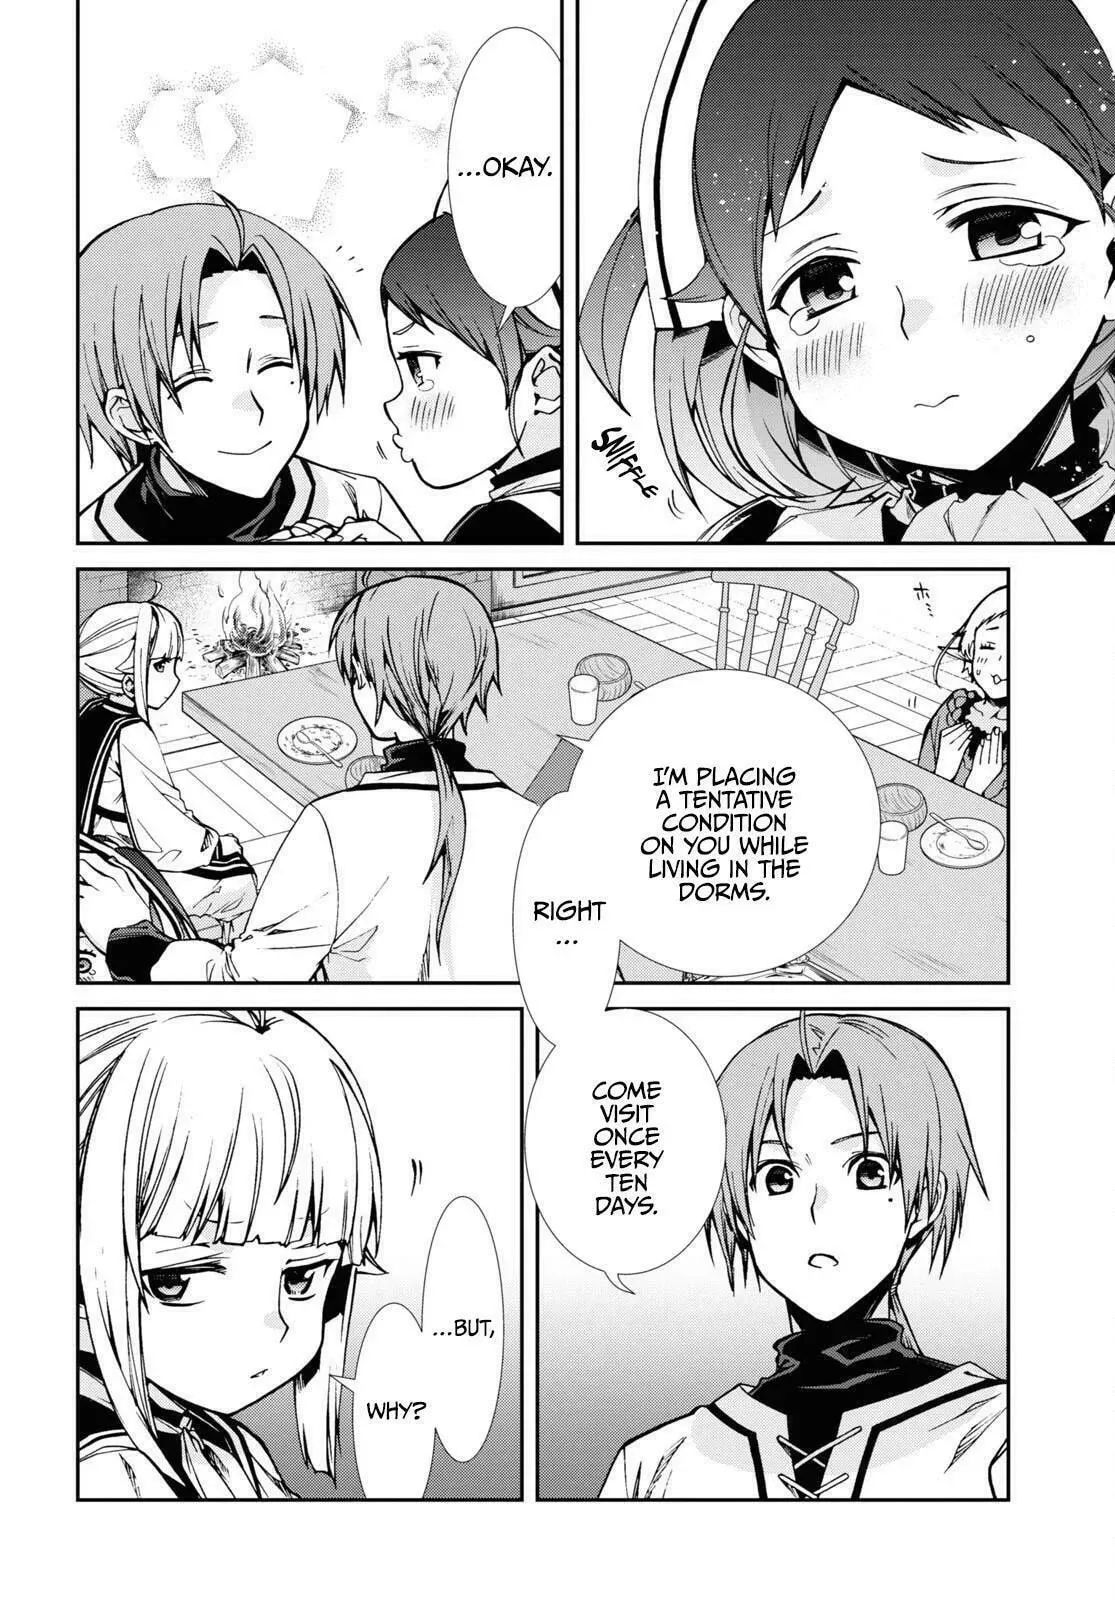 SNIFFLE
...OKAY.
I'M PLACING
A TENTATIVE
CONDITION
ON YOU WHILE
LIVING IN THE
DORMS.
RIGHT
...
ホ..
COME
VISIT
ONCE
EVERY
TEN
DAYS.
...BUT,
WHY?